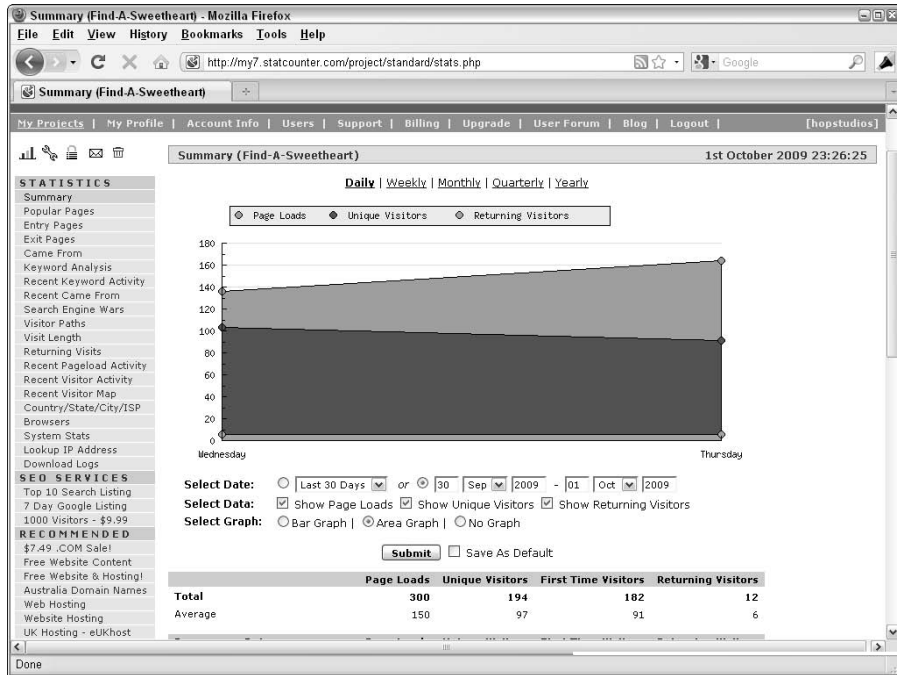 Summary (Find-A-Sweetheart) - Mozilla Firefox
File Edit View History Bookmarks Tools Help
http://my7.statcounter.com/project/standard/stats.php
Google
Summary (Find-A-Sweetheart)
My Projects | My Profile | Account Info | Users | Support | Billing | Upgrade | User Forum | Blog | Logout | [hopstudios]
Summary (Find-A-Sweetheart) 1st October 2009 23:26:25
STATISTICS
Summary
Popular Pages
Entry Pages
Exit Pages
Came From
Keyword Analysis
Recent Keyword Activity
Recent Came From
Search Engine Wars
Visitor Paths
Visit Length
Returning Visits
Recent Pageload Activity
Recent Visitor Activity
Recent Visitor Map
Country/State/City/ISP
Browsers
System Stats
Lookup IP Address
Download Logs
SEO SERVICES
Top 10 Search Listing
7 Day Google Listing
1000 Visitors - $9.99
RECOMMENDED
$7.49 .COM Sale!
Free Website Content
Free Website & Hosting!
Australia Domain Names
Web Hosting
Website Hosting
UK Hosting - eUKhost
Daily | Weekly | Monthly | Quarterly | Yearly
Page Loads Unique Visitors Returning Visitors
180
160
140
120
100
80
60
40
20
0
Wednesday Thursday
Select Date: Last 30 Days or 30 Sep 2009 - 01 Oct 2009
Select Data: Show Page Loads Show Unique Visitors Show Returning Visitors
Select Graph: Bar Graph | Area Graph | No Graph
Submit Save As Default
Page Loads Unique Visitors First Time Visitors Returning Visitors
Total 300 194 182 12
Average 150 97 91 6
Done